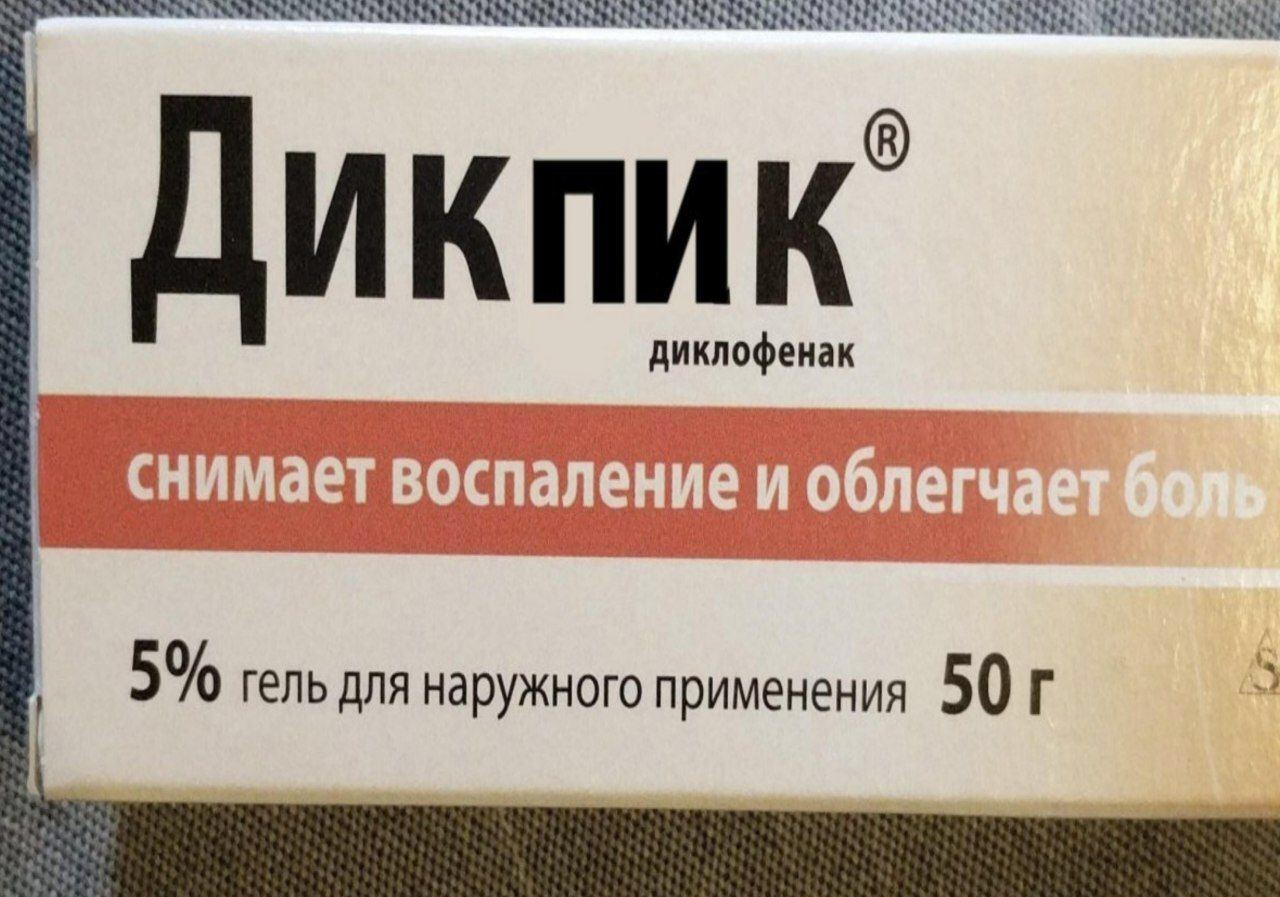 Дикпик®
диклофенак
снимает воспаление и облегчает боль
5% гель для наружного применения 50 г
S